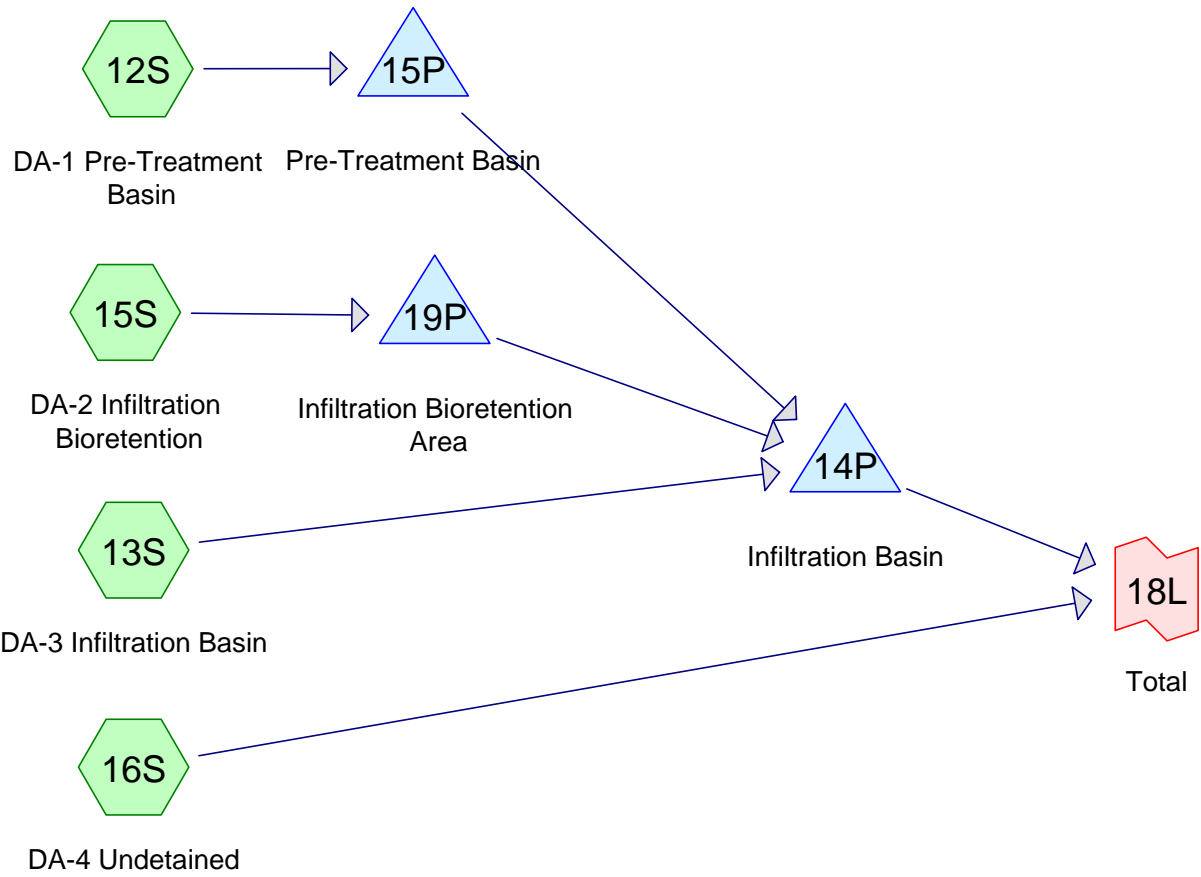 12S
15P
DA-1 Pre-Treatment
Basin
Pre-Treatment Basin
15S
19P
DA-2 Infiltration
Bioretention
Infiltration Bioretention
Area
14P
Infiltration Basin
13S
DA-3 Infiltration Basin
18L
Total
16S
DA-4 Undetained